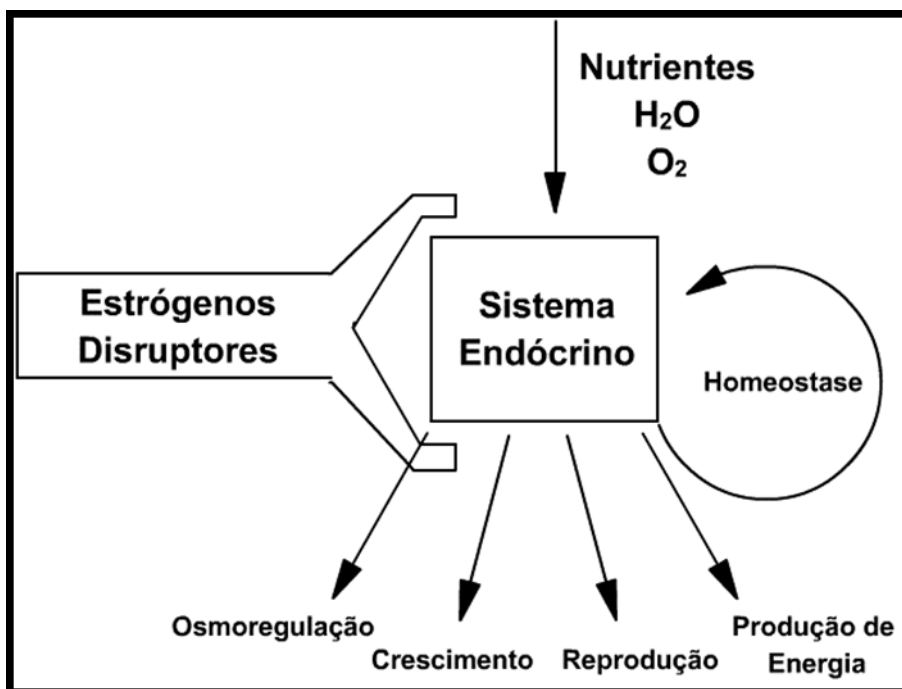 Nutrientes
H₂O
O₂
Estrógenos
Disruptores
Sistema
Endócrino
Homeostase
Osmoregulação
Crescimento
Reprodução
Produção de
Energia